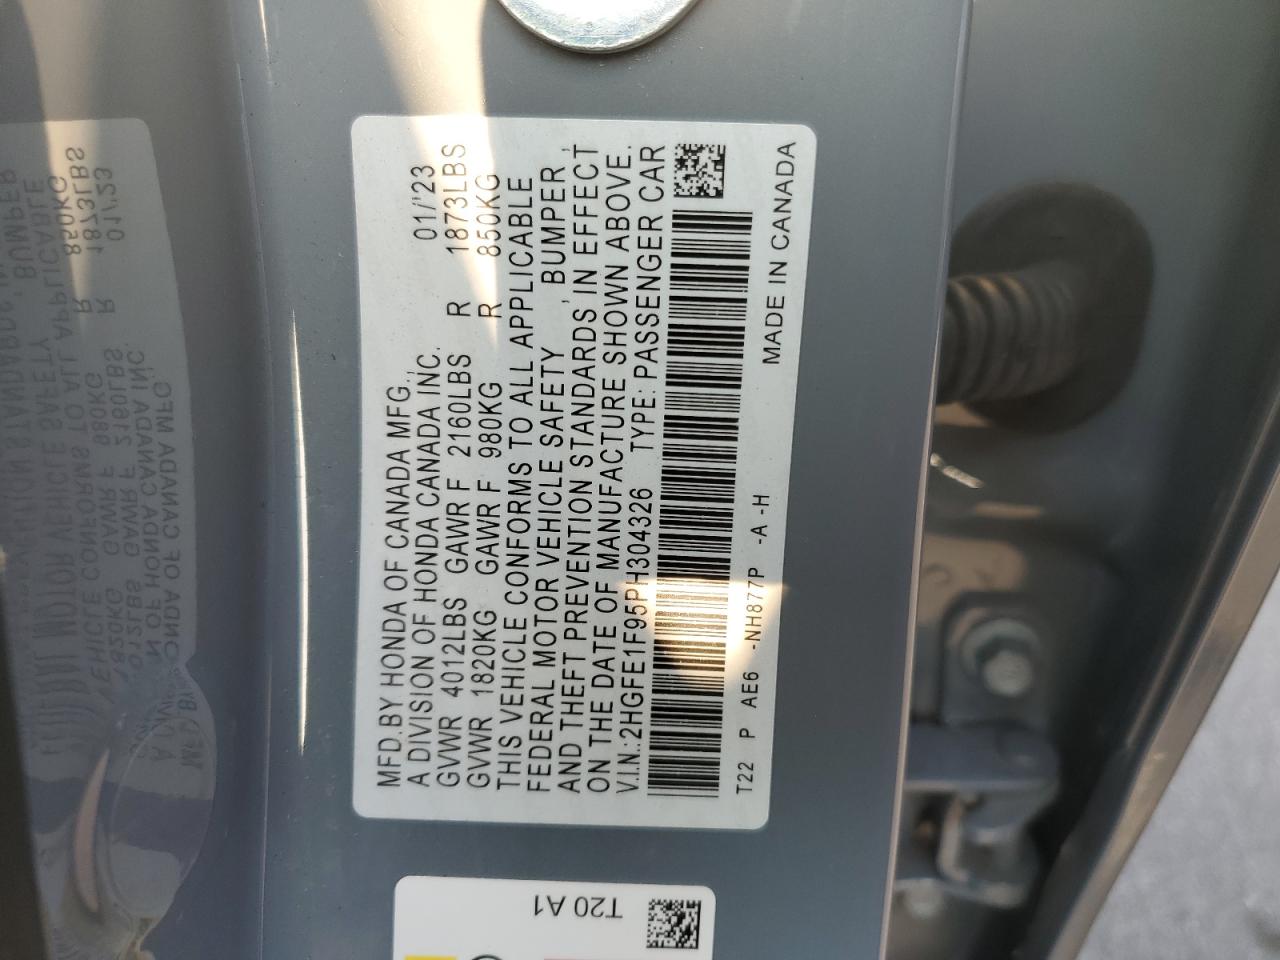 MFD.BY HONDA OF CANADA MFG.,
A DIVISION OF HONDA CANADA INC. 01/'23
GVWR 4012LBS GAWR F 2160LBS R 1873LBS
GVWR 1820KG GAWR F 980KG R 850KG
THIS VEHICLE CONFORMS TO ALL APPLICABLE
FEDERAL MOTOR VEHICLE SAFETY , BUMPER ,
AND THEFT PREVENTION STANDARDS IN EFFECT
ON THE DATE OF MANUFACTURE SHOWN ABOVE.
V.I.N.:2HGFE1F95PH304326 TYPE: PASSENGER CAR
T22 P AE6 -NH877P -A -H
MADE IN CANADA
T20 A1